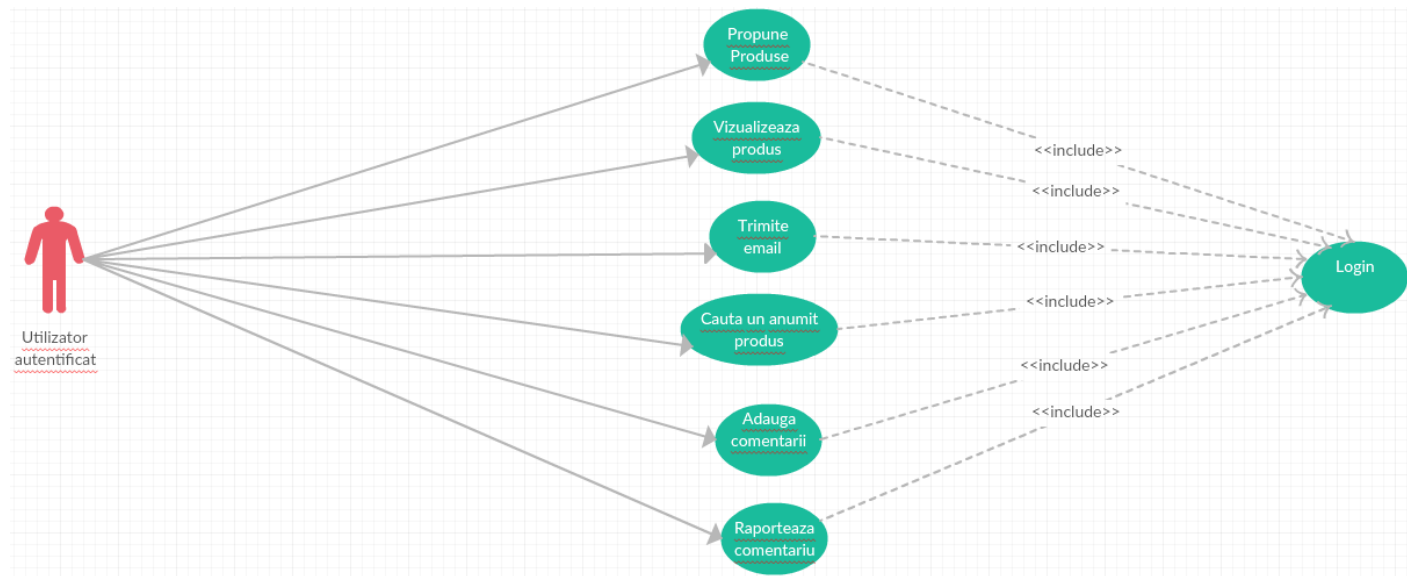 Propune
Produse
Vizualizeaza
produs
Trimite
email
Cauta un anumit
produs
Adauga
comentarii
Raporteaza
comentariu
<<include>>
<<include>>
<<include>>
<<include>>
<<include>>
<<include>>
Login
Utilizator
autentificat